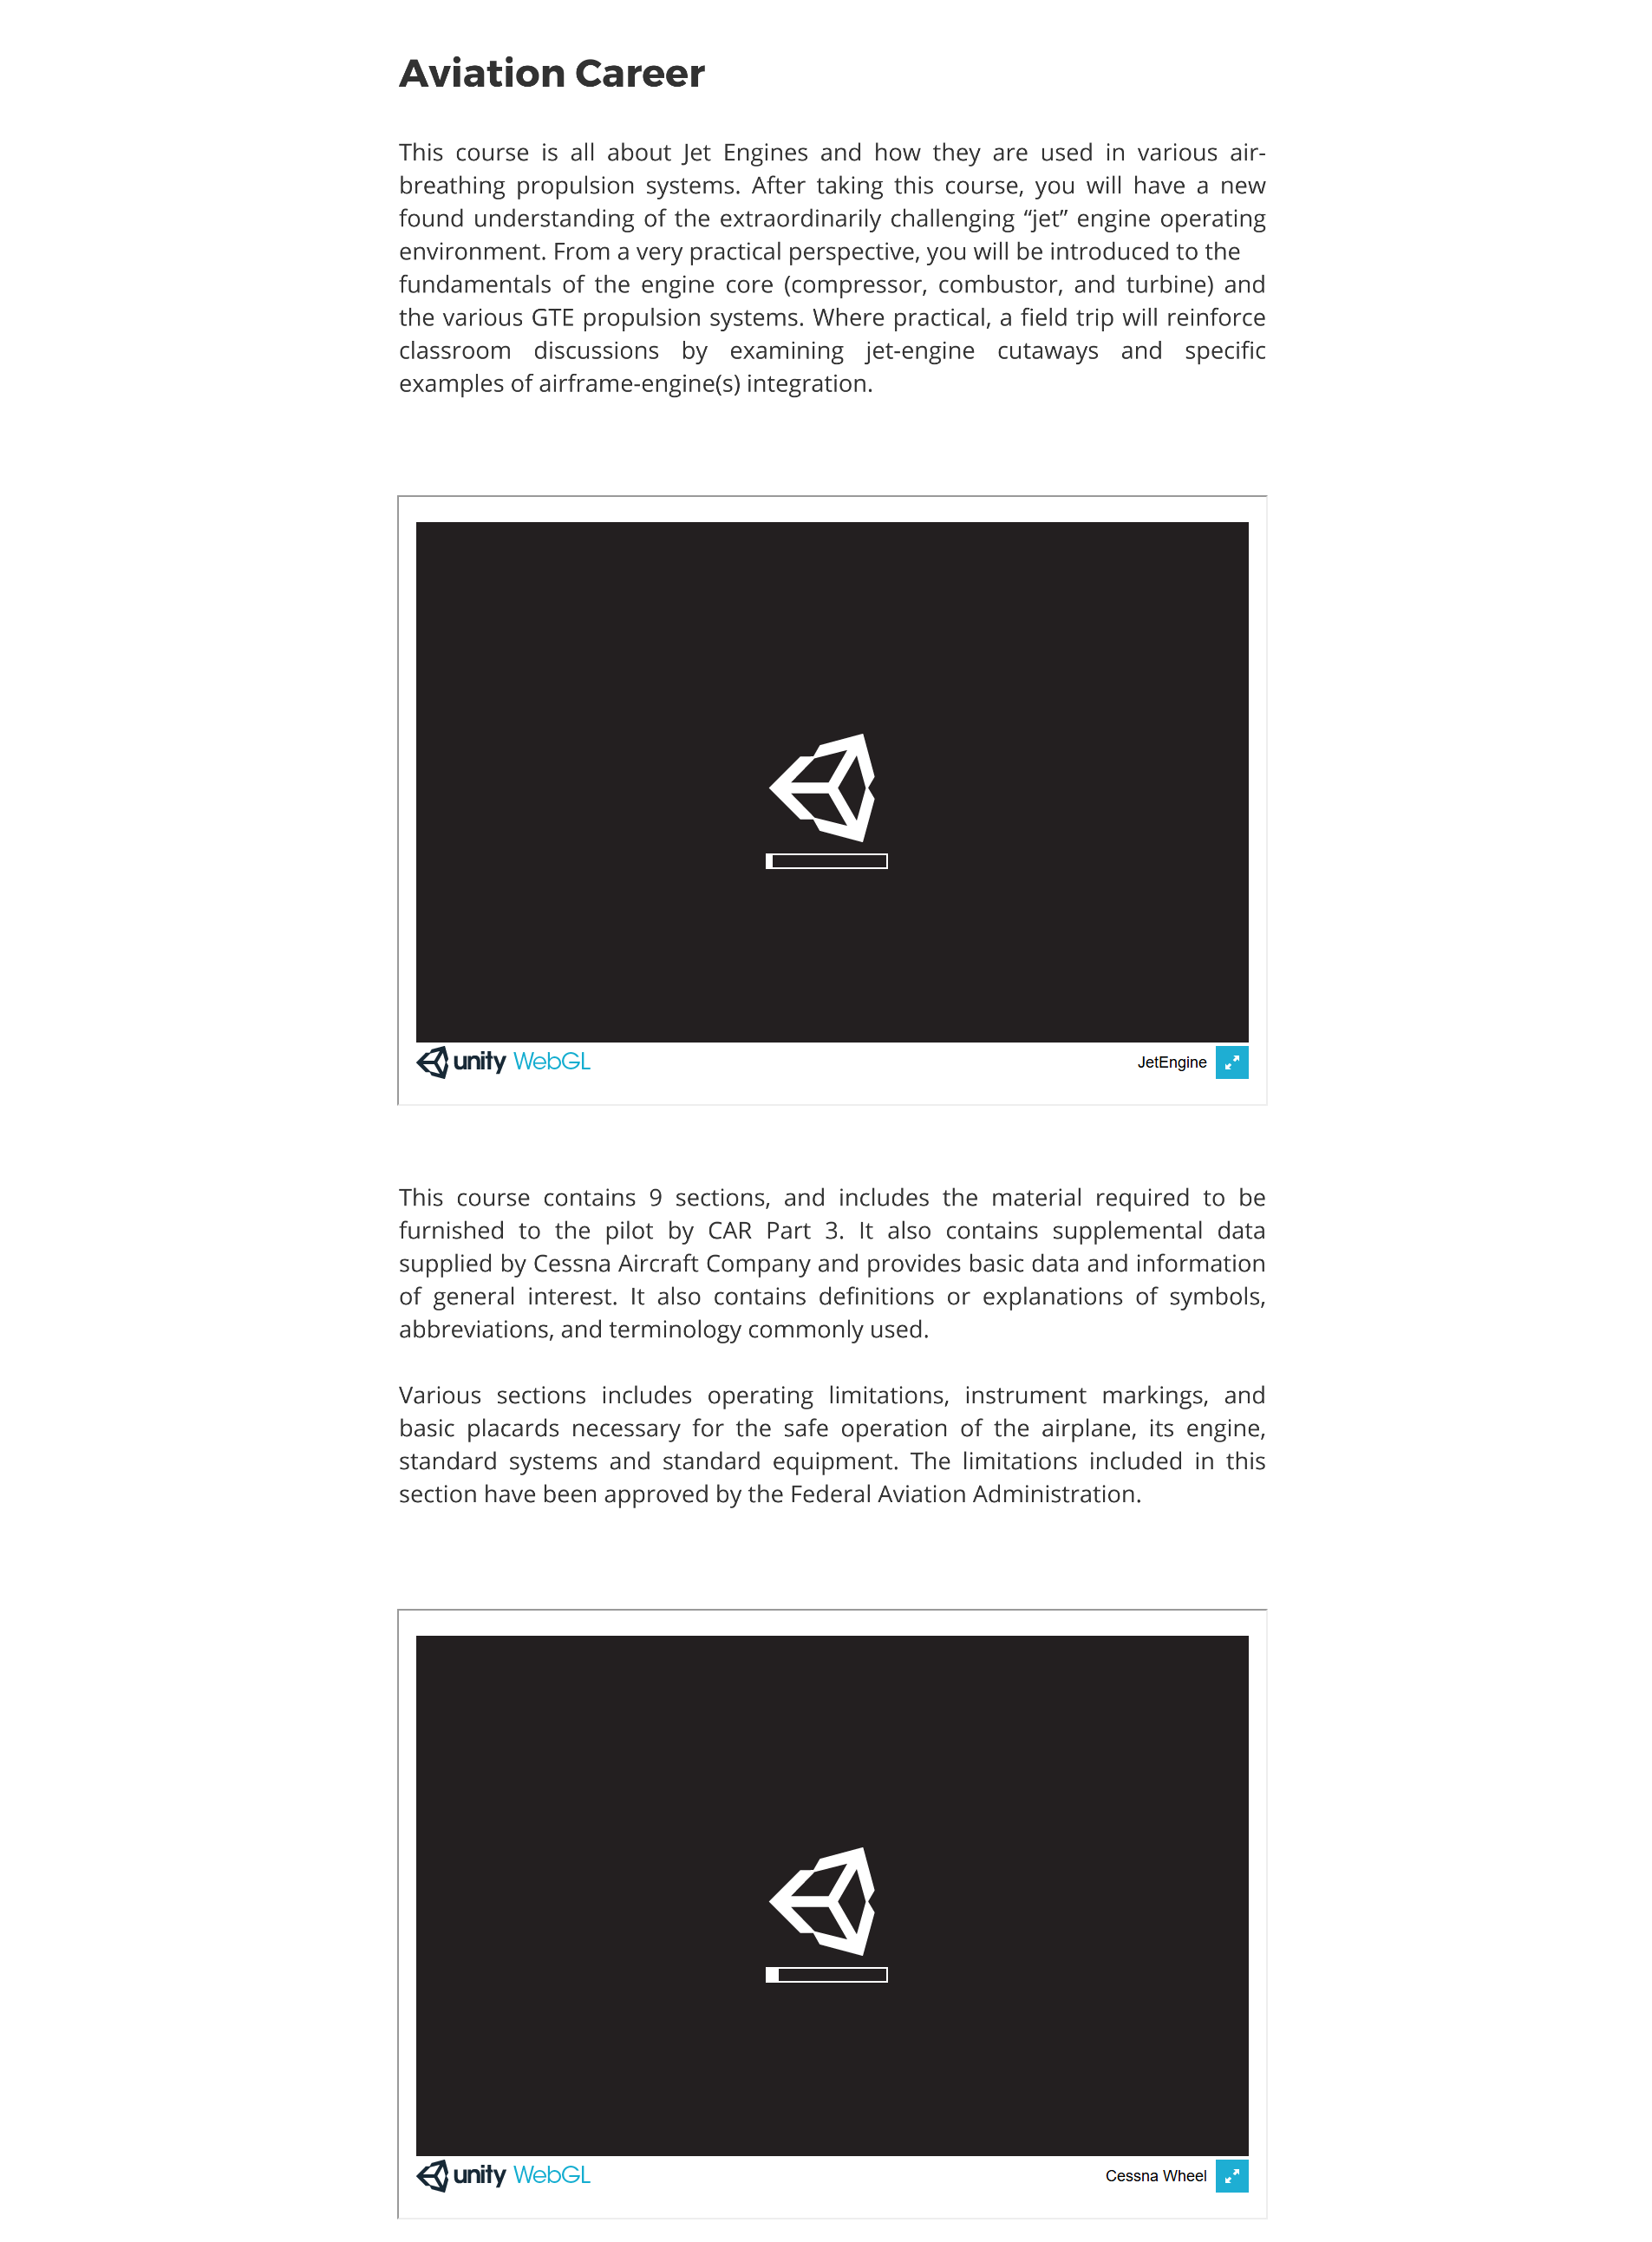 Aviation Career
This course is all about Jet Engines and how they are used in various air-
breathing propulsion systems. After taking this course, you will have a new
found understanding of the extraordinarily challenging “jet” engine operating
environment. From a very practical perspective, you will be introduced to the
fundamentals of the engine core (compressor, combustor, and turbine) and
the various GTE propulsion systems. Where practical, a field trip will reinforce
classroom discussions by examining jet-engine cutaways and specific
examples of airframe-engine(s) integration.
unity WebGL
JetEngine
This course contains 9 sections, and includes the material required to be
furnished to the pilot by CAR Part 3. It also contains supplemental data
supplied by Cessna Aircraft Company and provides basic data and information
of general interest. It also contains definitions or explanations of symbols,
abbreviations, and terminology commonly used.
Various sections includes operating limitations, instrument markings, and
basic placards necessary for the safe operation of the airplane, its engine,
standard systems and standard equipment. The limitations included in this
section have been approved by the Federal Aviation Administration.
unity WebGL
Cessna Wheel